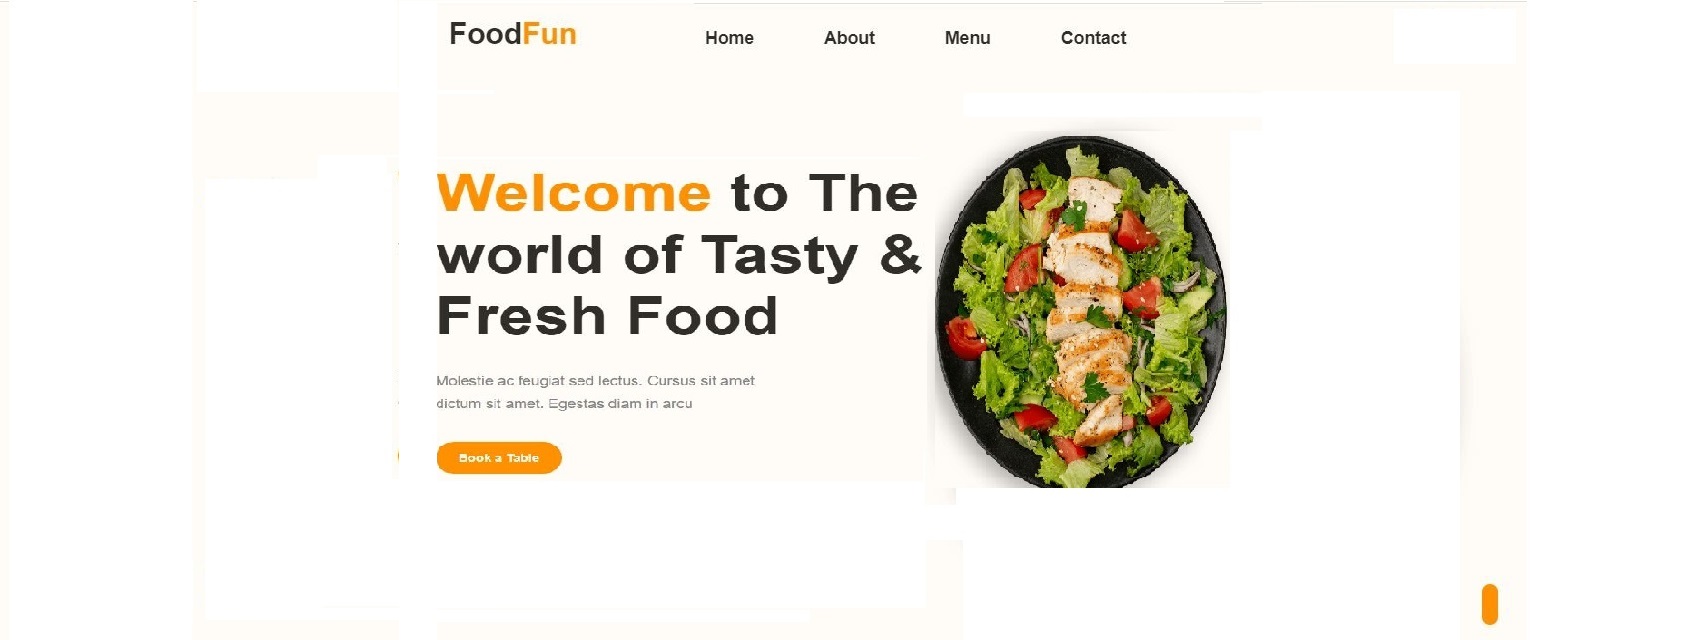 FoodFun
Home About Menu Contact
Welcome to The
world of Tasty &
Fresh Food
Molestie ac feugiat sed lectus. Cursus sit amet
dictum sit amet. Egestas diam in arcu
Book a Table